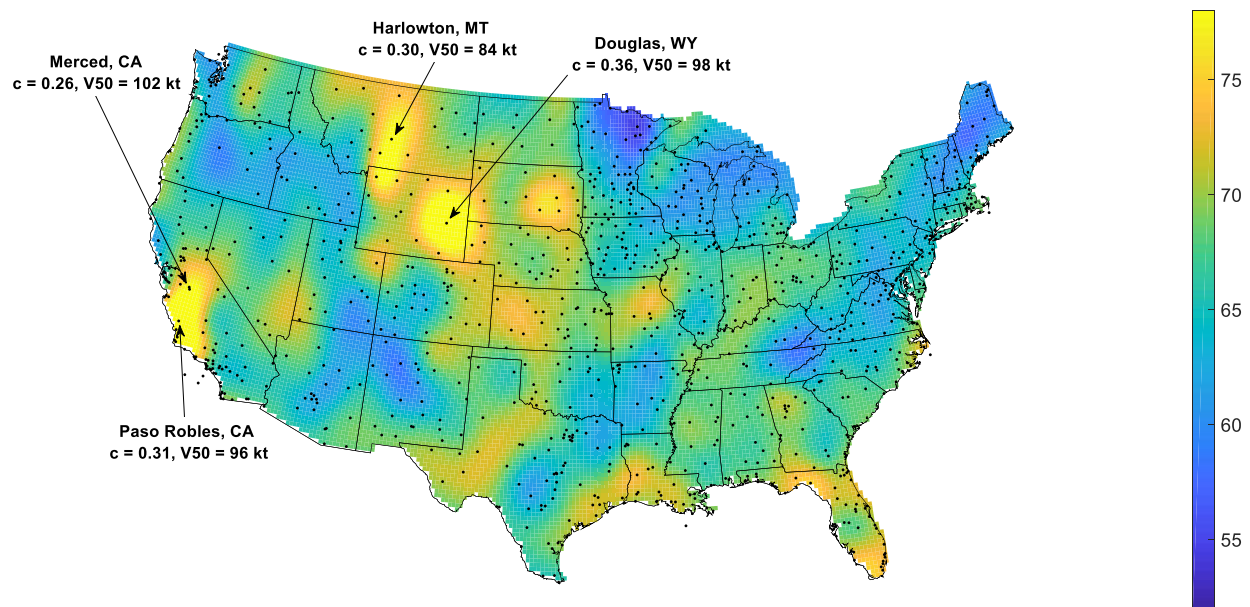 Harlowton, MT
c = 0.30, V50 = 84 kt
Douglas, WY
c = 0.36, V50 = 98 kt
Merced, CA
c = 0.26, V50 = 102 kt
Paso Robles, CA
c = 0.31, V50 = 96 kt
75
70
65
60
55